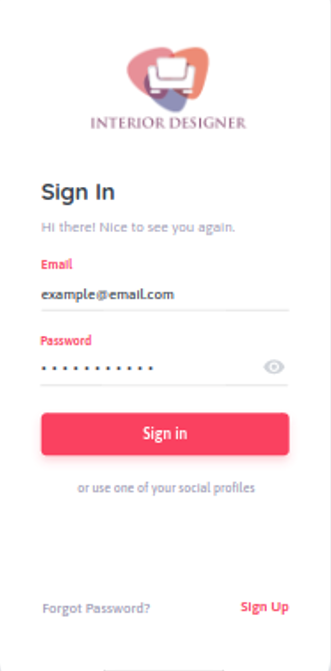 INTERIOR DESIGNER
Sign In
Hi there! Nice to see you again.
Email
example@email.com
Password
Sign in
or use one of your social profiles
Forgot Password?
Sign Up